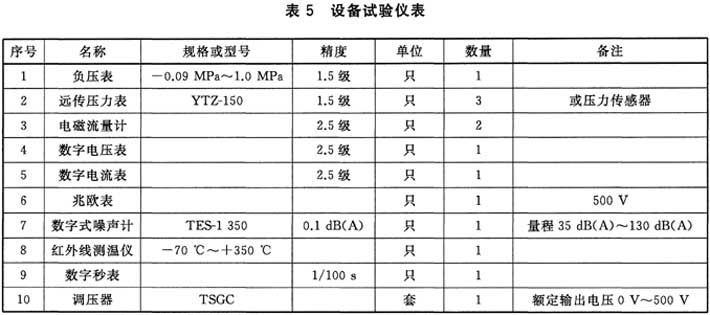 表 5 设备试验仪表
序号 名称 规格或型号 精度 单位 数量 备注
1 负压表 －0.09 MPa～1.0 MPa 1.5 级 只 1
2 远传压力表 YTZ-150 1.5 级 只 3 或压力传感器
3 电磁流量计 2.5 级 只 2
4 数字电压表 2.5 级 只 1
5 数字电流表 2.5 级 只 1
6 兆欧表 只 1 500 V
7 数字式噪声计 TES-1 350 0.1 dB(A) 只 1 量程 35 dB(A)～130 dB(A)
8 红外线测温仪 －70 ℃～＋350 ℃ 只 1
9 数字秒表 1/100 s 只 1
10 调压器 TSGC 套 1 额定输出电压 0 V～500 V